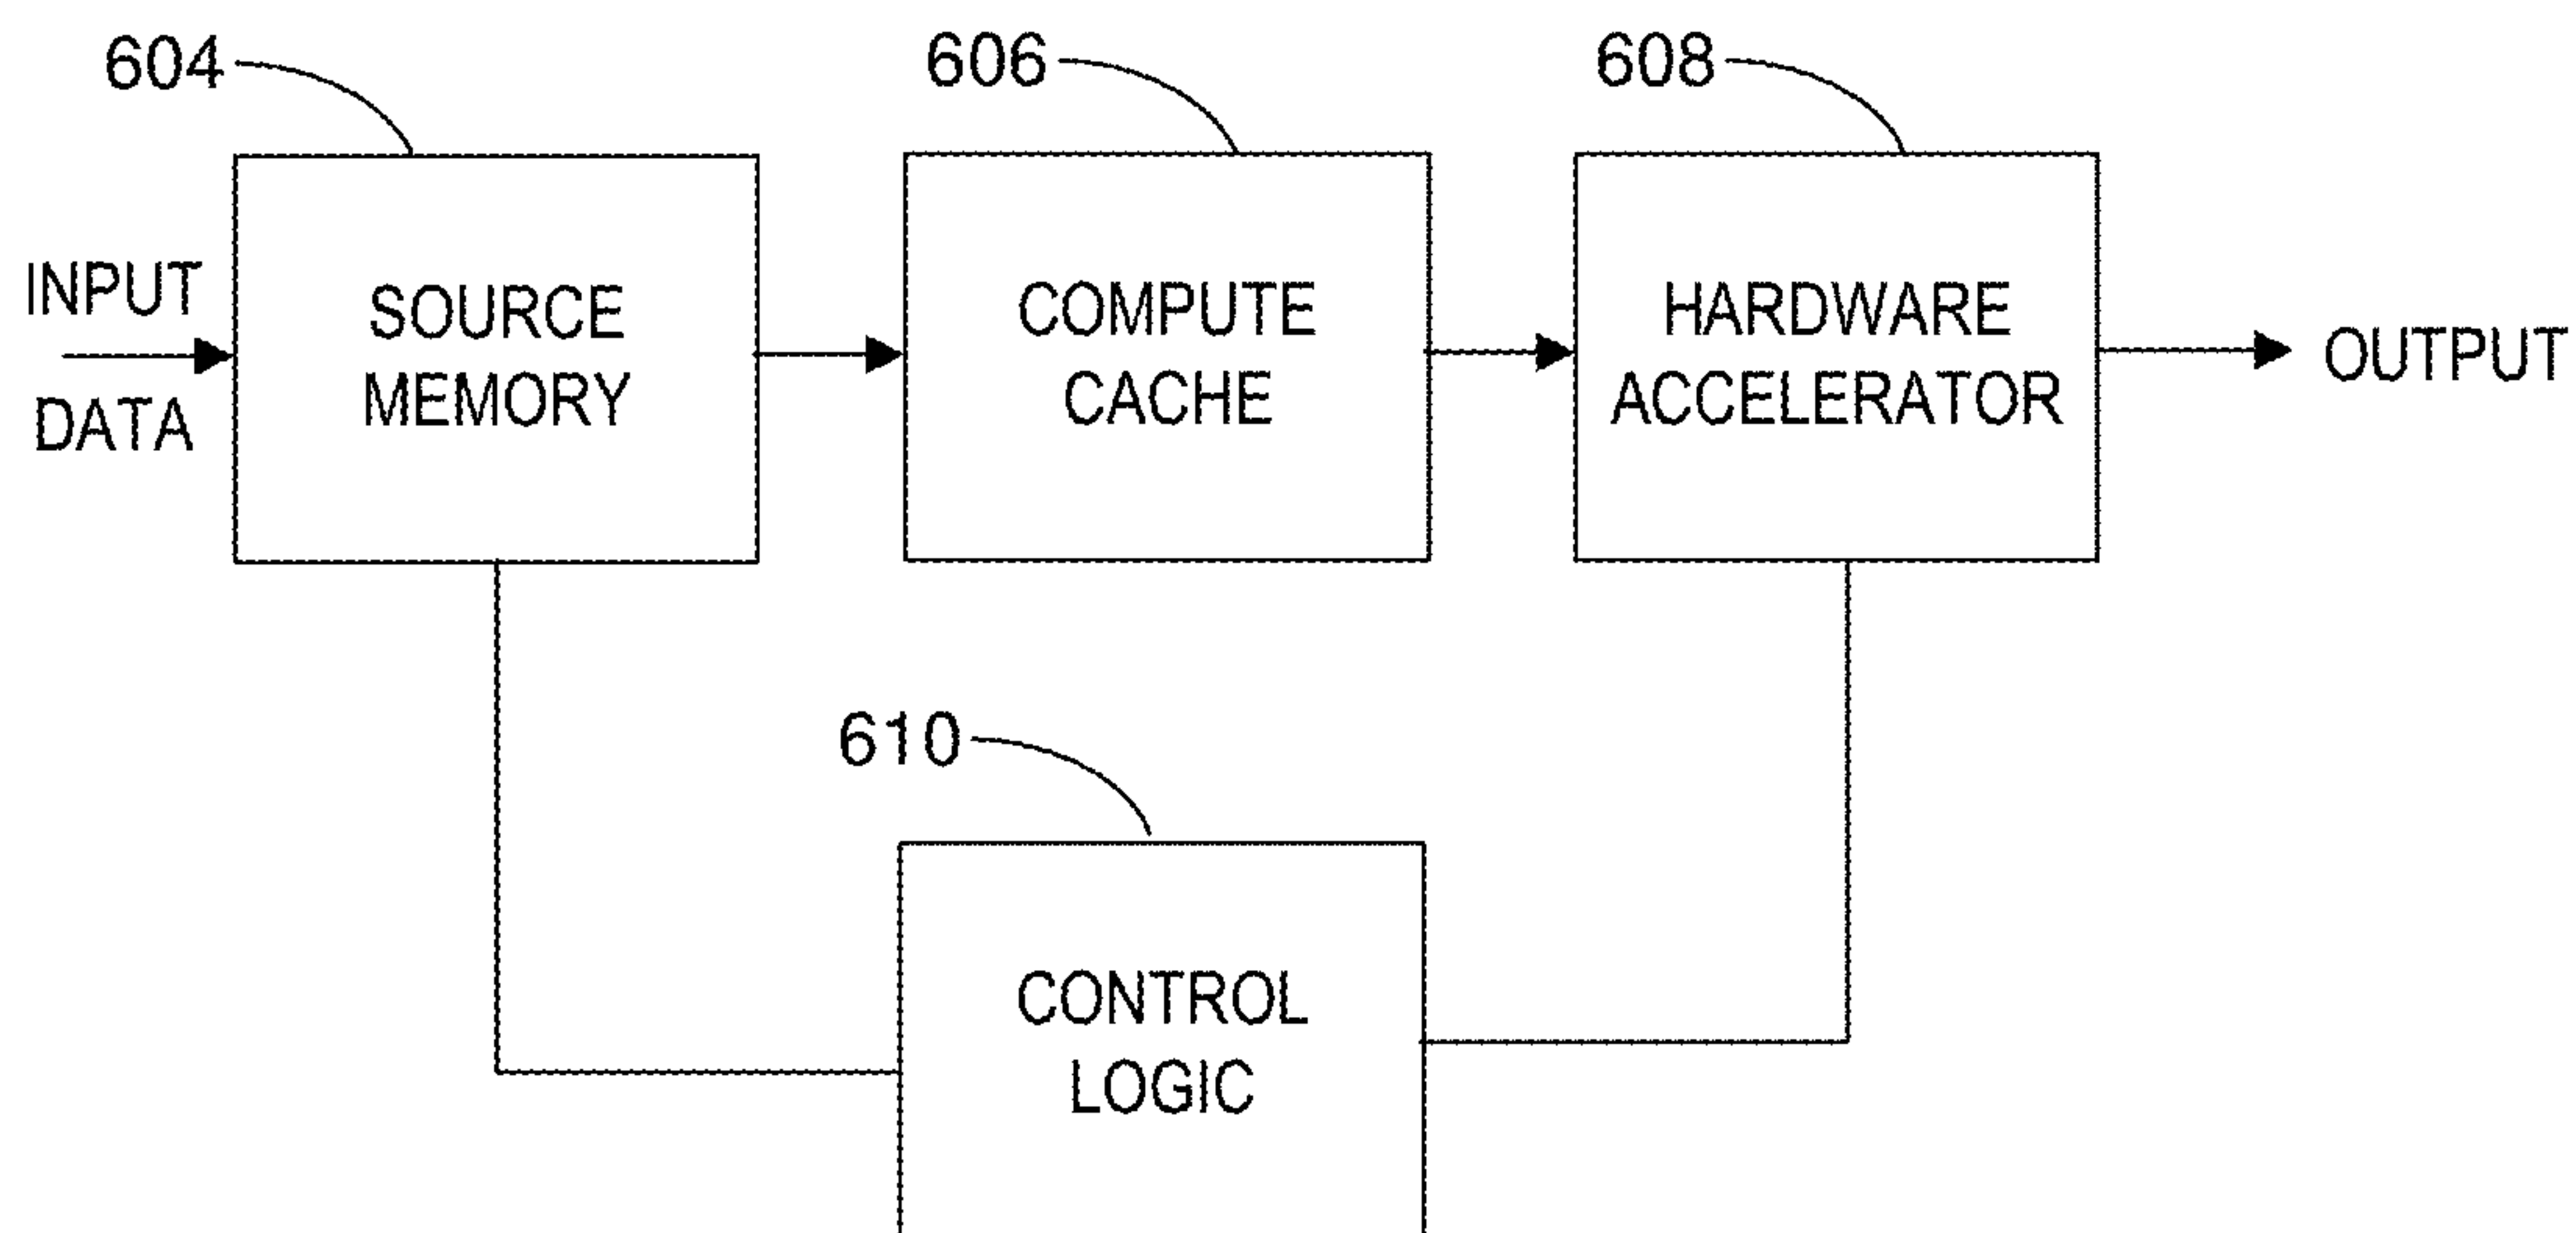 604
606
608
INPUT
DATA
SOURCE
MEMORY
COMPUTE
CACHE
HARDWARE
ACCELERATOR
OUTPUT
610
CONTROL
LOGIC